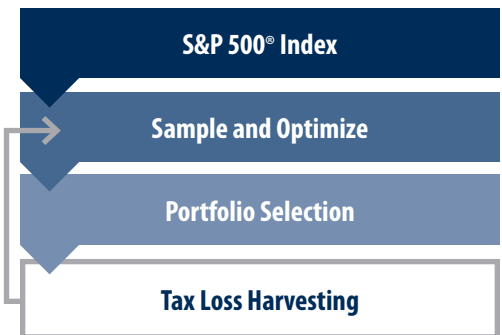 S&P 500® Index
Sample and Optimize
Portfolio Selection
Tax Loss Harvesting